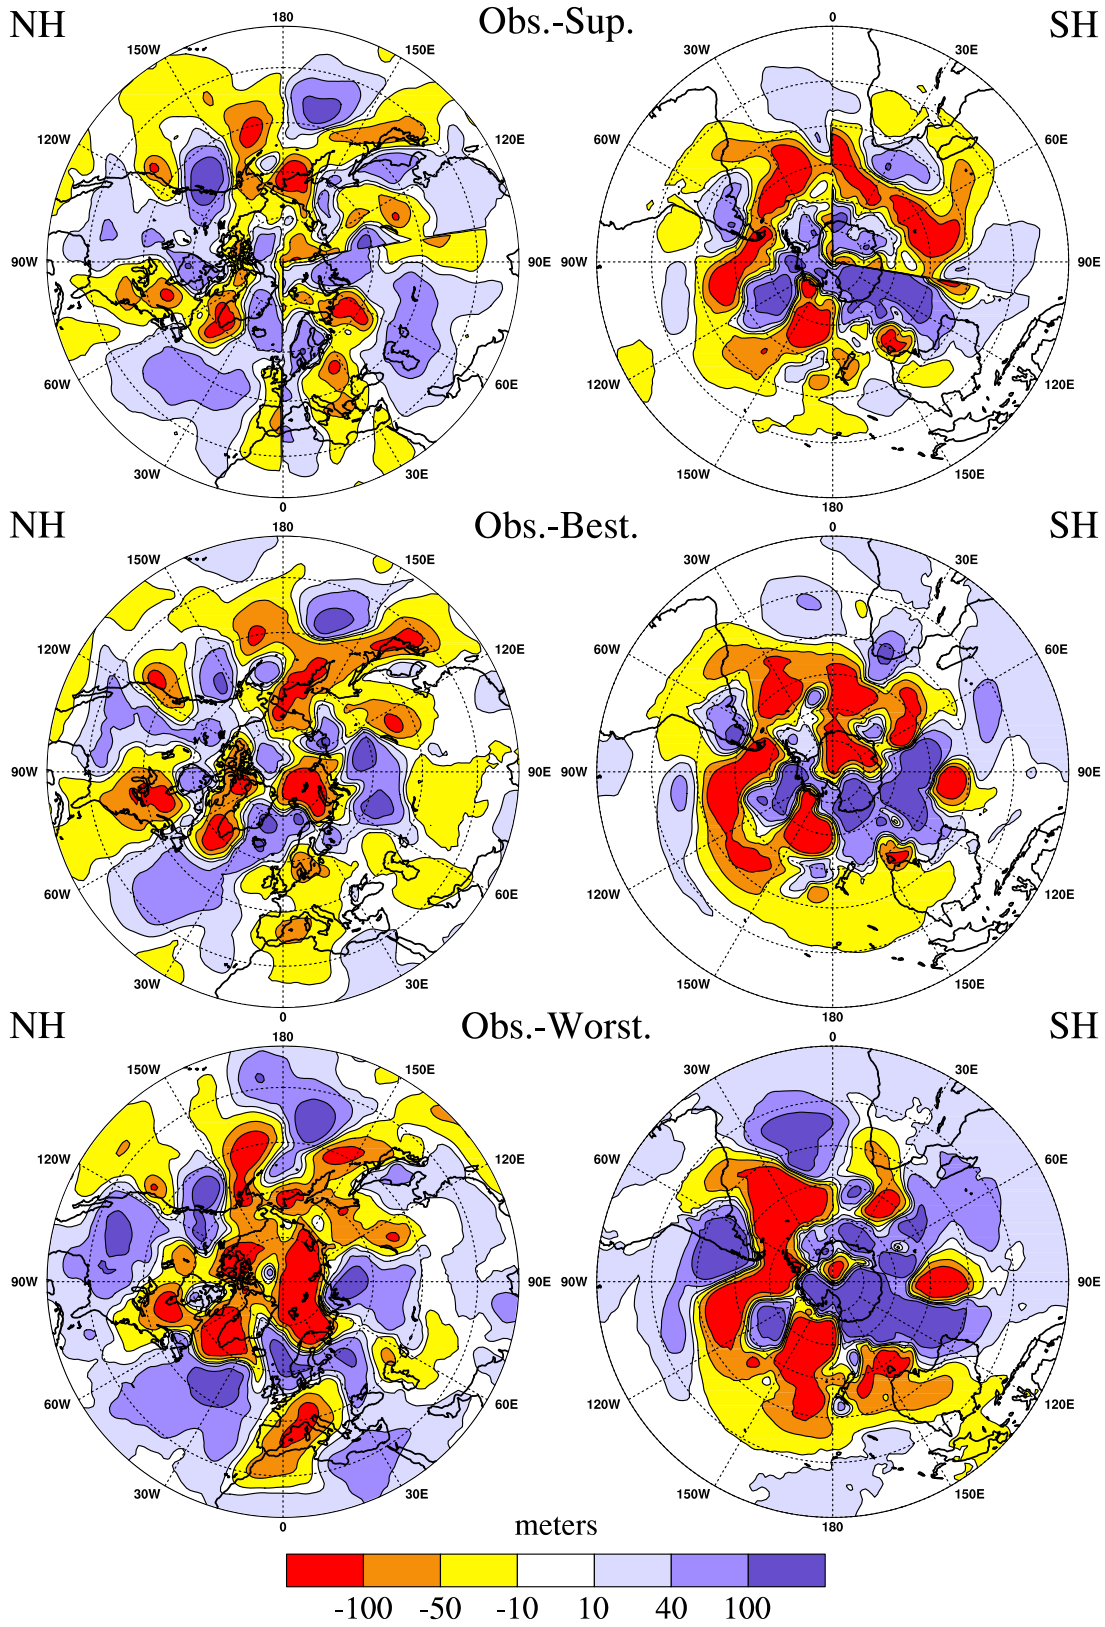 NH Obs.-Sup. SH
180 0
150W 150E 30W 30E
120W 120E 60W 60E
90W 90E 90W 90E
60W 60E 120W 120E
30W 30E 150W 150E
0 180
NH Obs.-Best. SH
180 0
150W 150E 30W 30E
120W 120E 60W 60E
90W 90E 90W 90E
60W 60E 120W 120E
30W 30E 150W 150E
0 180
NH Obs.-Worst. SH
180 0
150W 150E 30W 30E
120W 120E 60W 60E
90W 90E 90W 90E
60W 60E 120W 120E
30W 30E 150W 150E
0 180
meters
-100 -50 -10 10 40 100